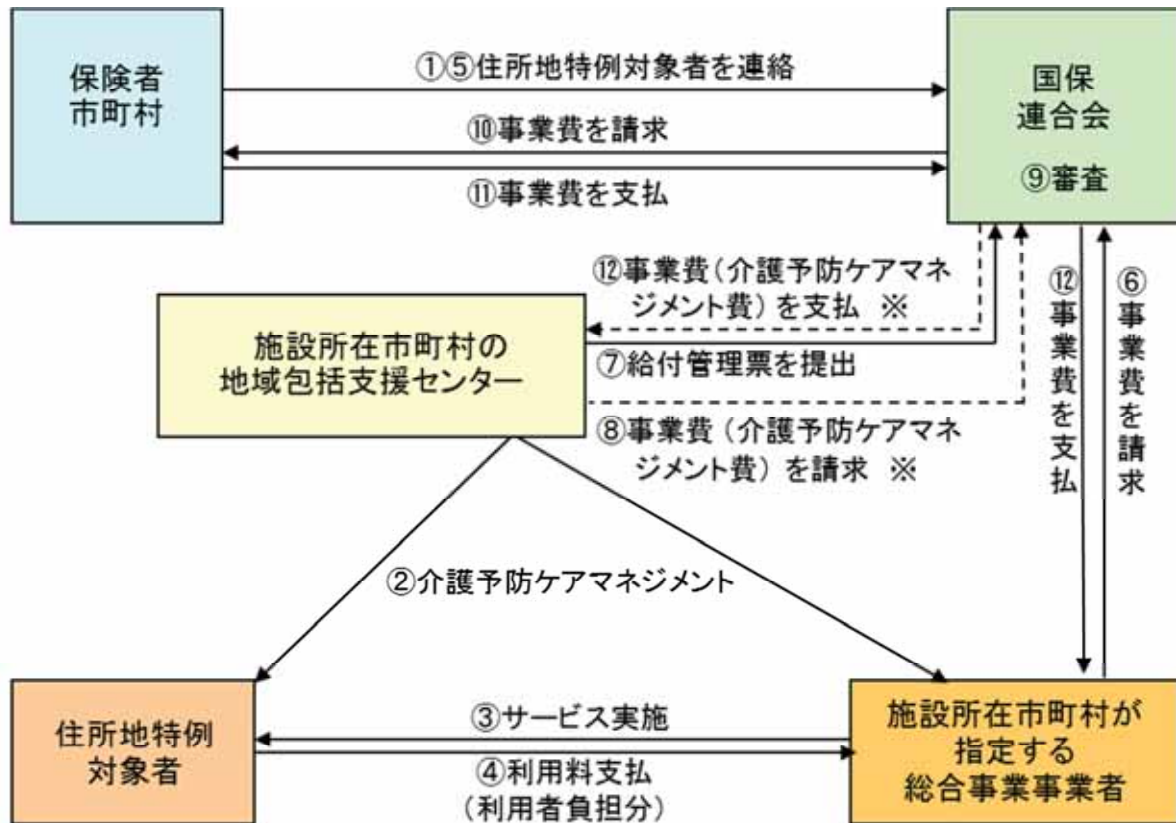 保険者
市町村
①⑤住所地特例対象者を連絡
国保
連合会
⑨審査
⑩事業費を請求
⑪事業費を支払
⑫事業費（介護予防ケアマネ
ジメント費）を支払 ※
施設所在市町村の
地域包括支援センター
⑦給付管理票を提出
⑧事業費（介護予防ケアマネ
ジメント費）を請求 ※
⑫事業費を支払
⑥事業費を請求
②介護予防ケアマネジメント
住所地特例
対象者
③サービス実施
④利用料支払
（利用者負担分）
施設所在市町村が
指定する
総合事業事業者